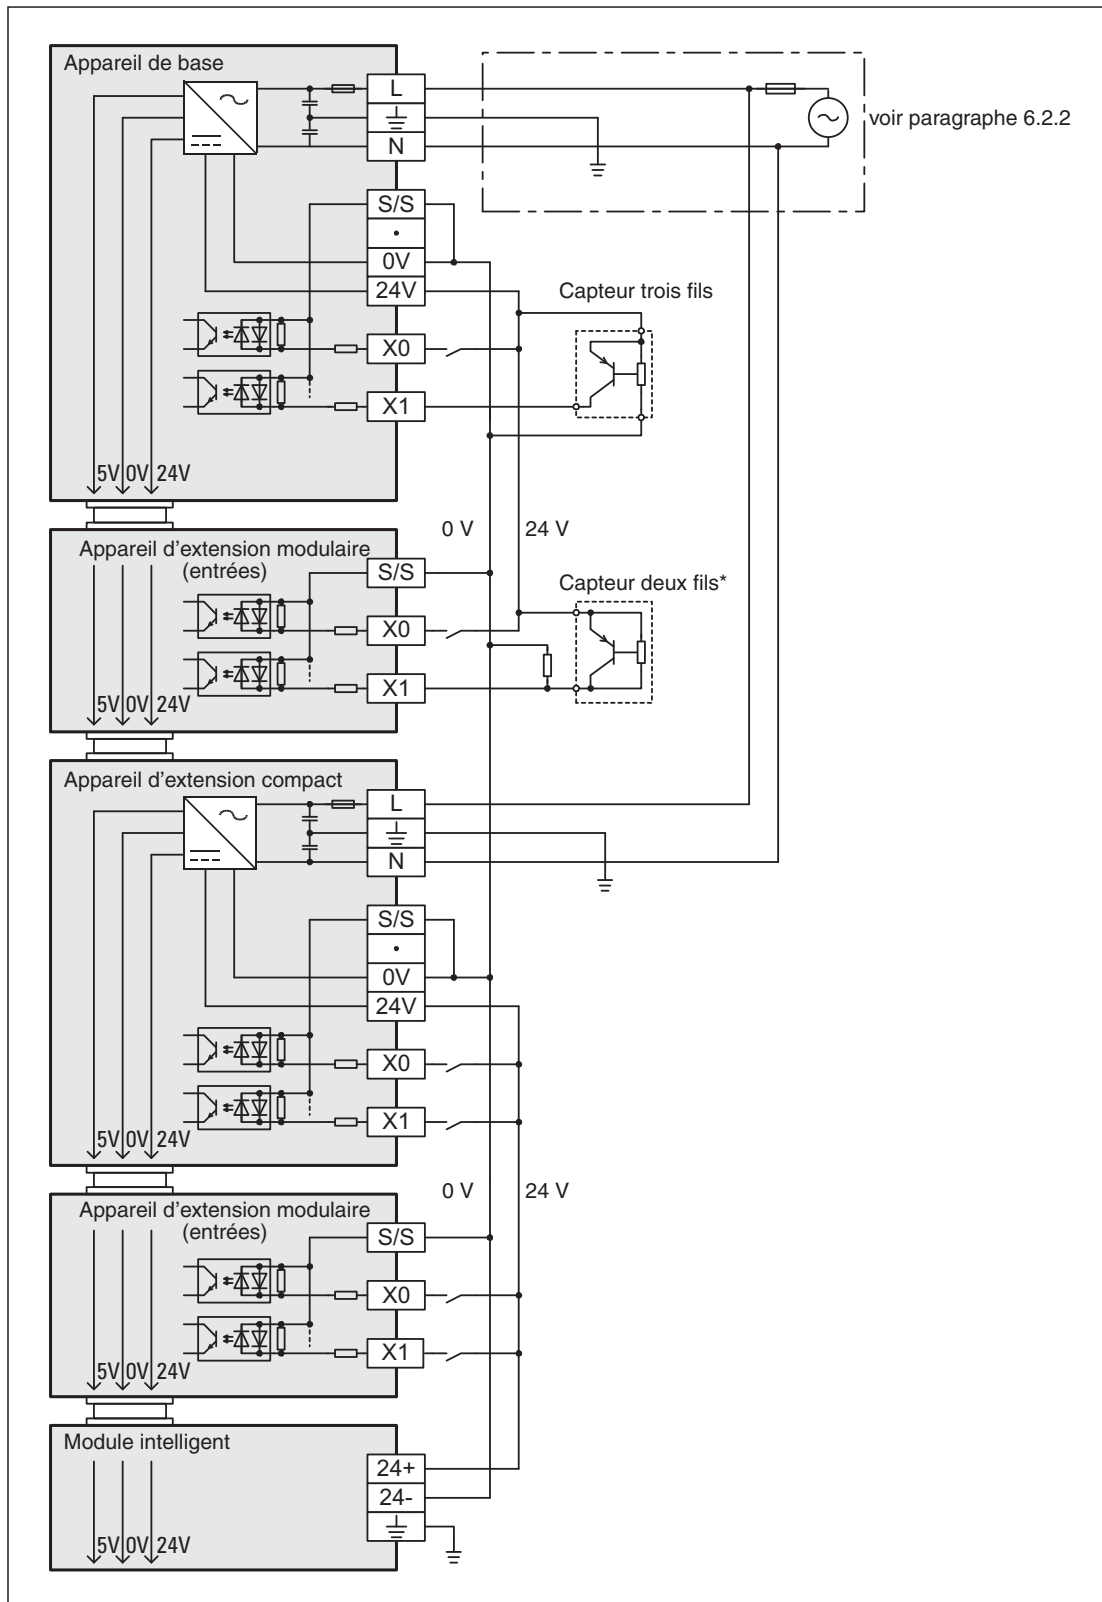 Appareil de base
L
N
voir paragraphe 6.2.2
S/S
•
0V
24V
Capteur trois fils
X0
X1
5V 0V 24V
0 V 24 V
Appareil d'extension modulaire
(entrées)
S/S
Capteur deux fils*
X0
X1
5V 0V 24V
Appareil d'extension compact
L
N
S/S
•
0V
24V
X0
X1
5V 0V 24V
0 V 24 V
Appareil d'extension modulaire
(entrées)
S/S
X0
X1
5V 0V 24V
Module intelligent
24+
24-
5V 0V 24V